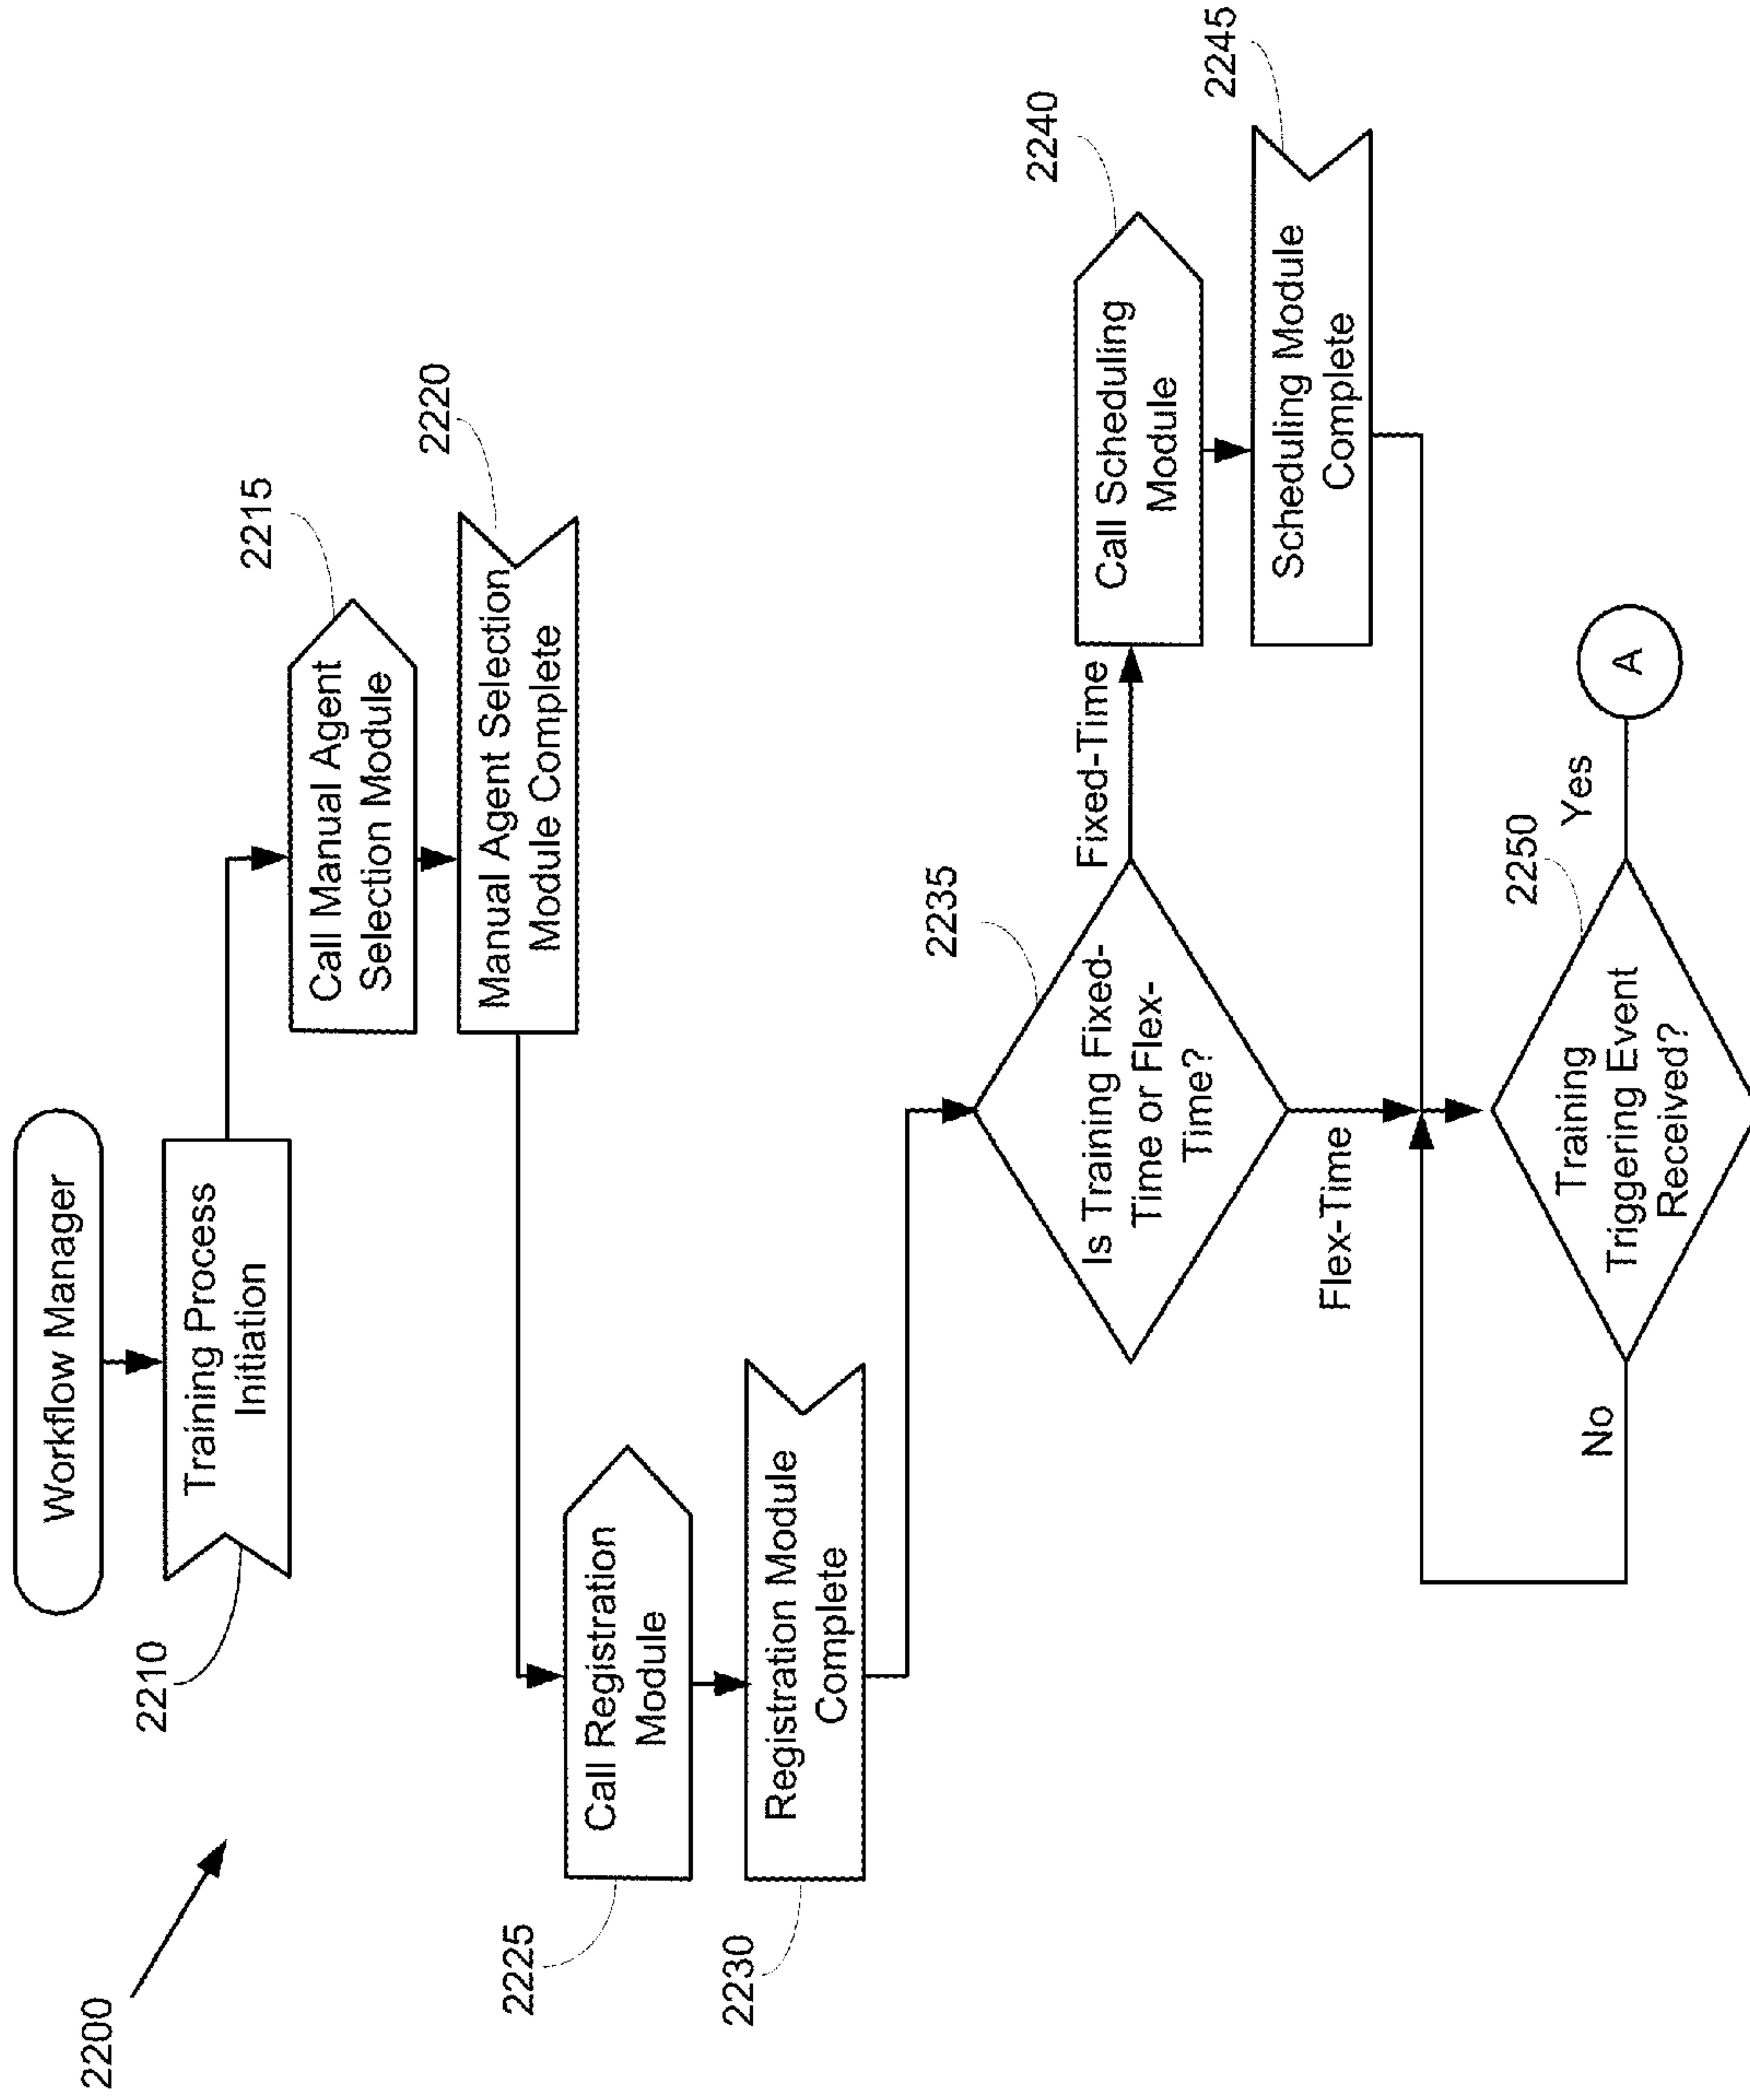 2200
Workflow Manager
2210
Training Process
Initiation
2215
Call Manual Agent
Selection Module
2220
Manual Agent Selection
Module Complete
2225
Call Registration
Module
2230
Registration Module
Complete
2235
Is Training Fixed-
Time or Flex-
Time?
Fixed-Time
2240
Call Scheduling
Module
2245
Scheduling Module
Complete
Flex-Time
2250
Training
Triggering Event
Received?
No
Yes
A